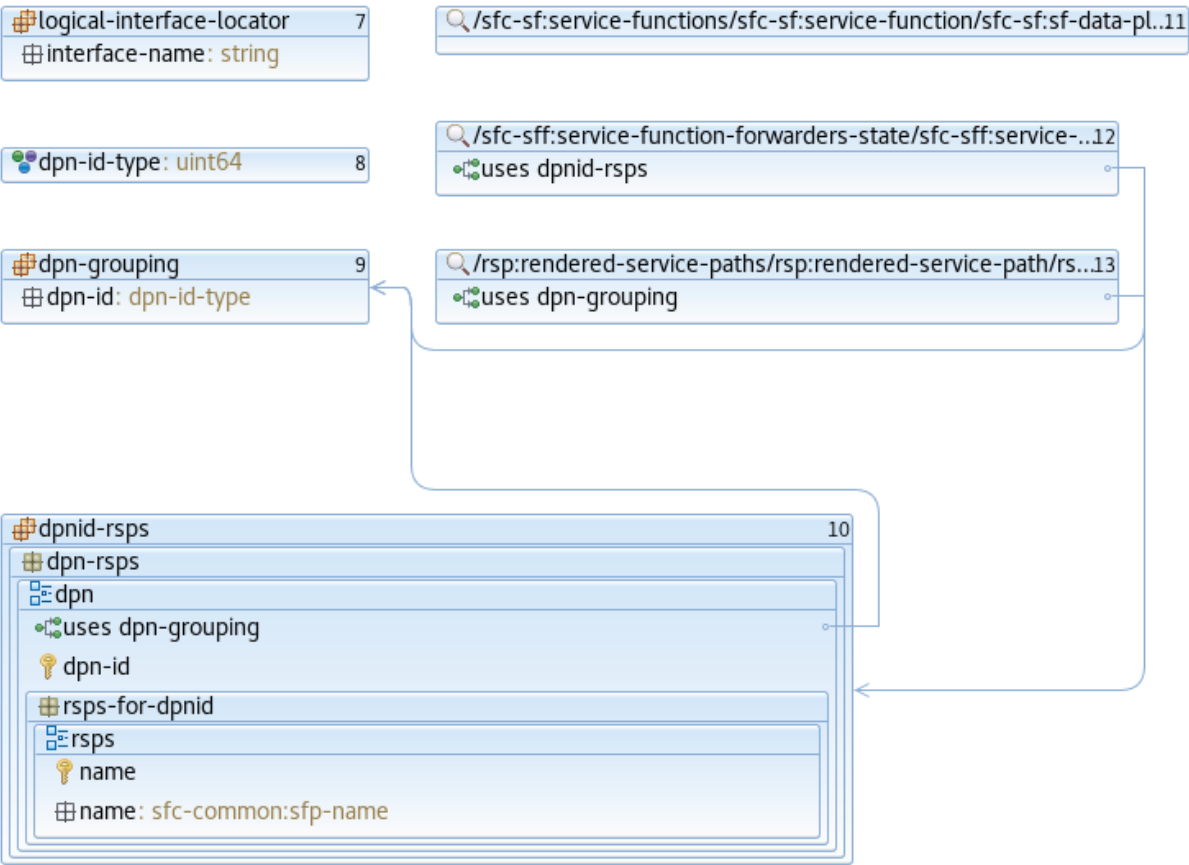 logical-interface-locator 7
interface-name: string
/sfc-sf:service-functions/sfc-sf:service-function/sfc-sf:sf-data-pl...11
/sfc-sff:service-function-forwarders-state/sfc-sff:service-...12
uses dpnid-rsps
dpn-id-type: uint64 8
dpn-grouping 9
dpn-id: dpn-id-type
/rsp:rendered-service-paths/rsp:rendered-service-path/rs...13
uses dpn-grouping
dpnid-rsps 10
dpn-rsps
dpn
uses dpn-grouping
dpn-id
rsps-for-dpnid
rsps
name
name: sfc-common:sfp-name